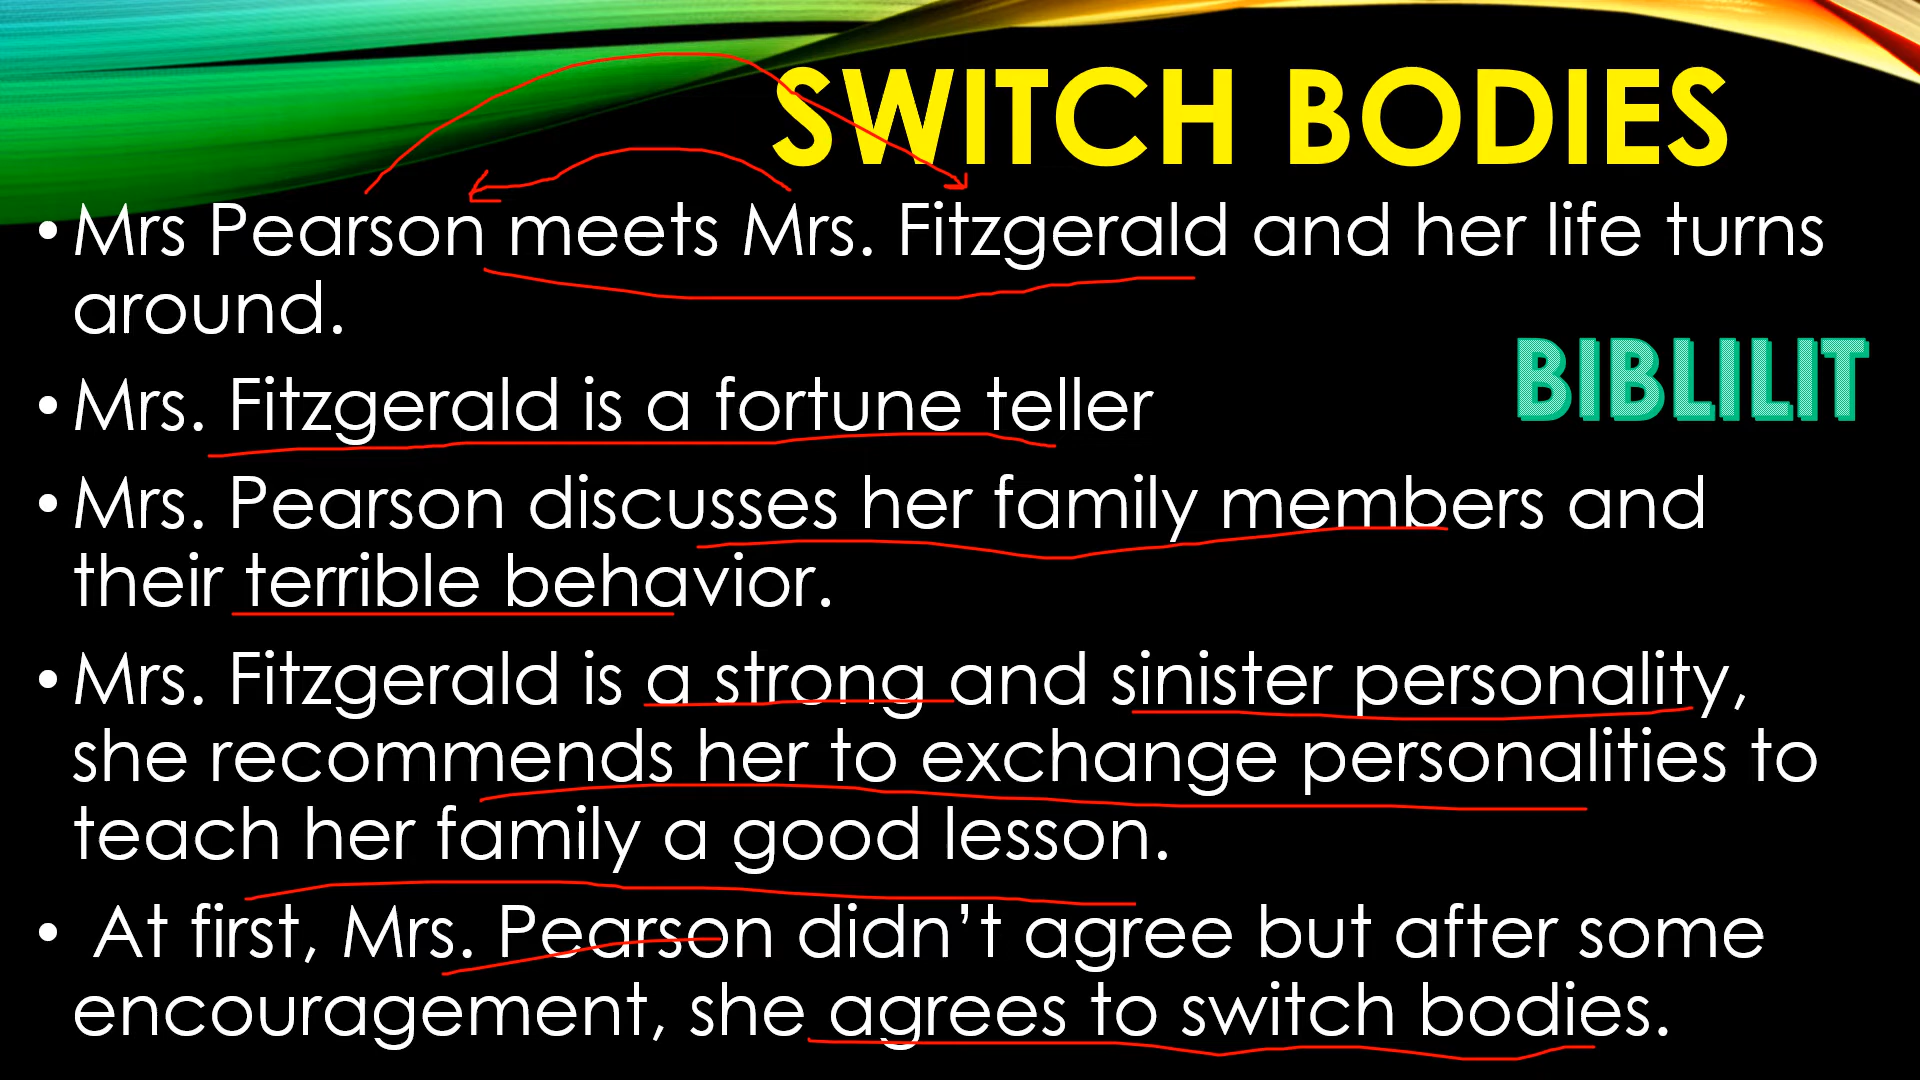 SWITCH BODIES
• Mrs Pearson meets Mrs. Fitzgerald and her life turns
around.
BIBLILIT
• Mrs. Fitzgerald is a fortune teller
• Mrs. Pearson discusses her family members and
their terrible behavior.
• Mrs. Fitzgerald is a strong and sinister personality,
she recommends her to exchange personalities to
teach her family a good lesson.
• At first, Mrs. Pearson didn’t agree but after some
encouragement, she agrees to switch bodies.